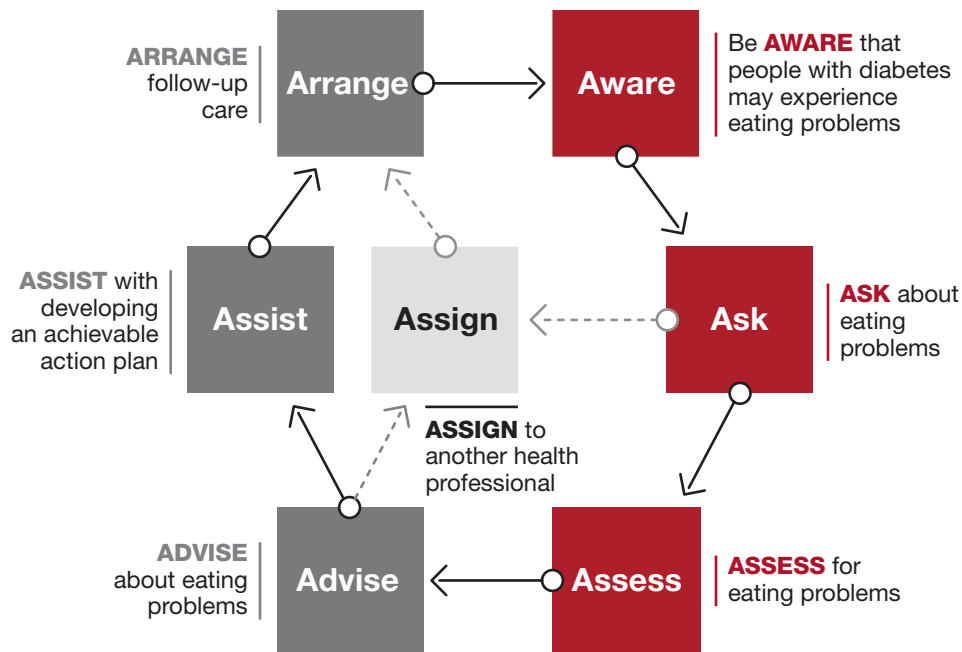 ARRANGE
follow-up
care
Arrange
Aware
Be AWARE that
people with diabetes
may experience
eating problems
ASSIST with
developing
an achievable
action plan
Assist
Assign
ASSIGN to
another health
professional
Ask
ASK about
eating
problems
ADVISE
about eating
problems
Advise
Assess
ASSESS for
eating problems